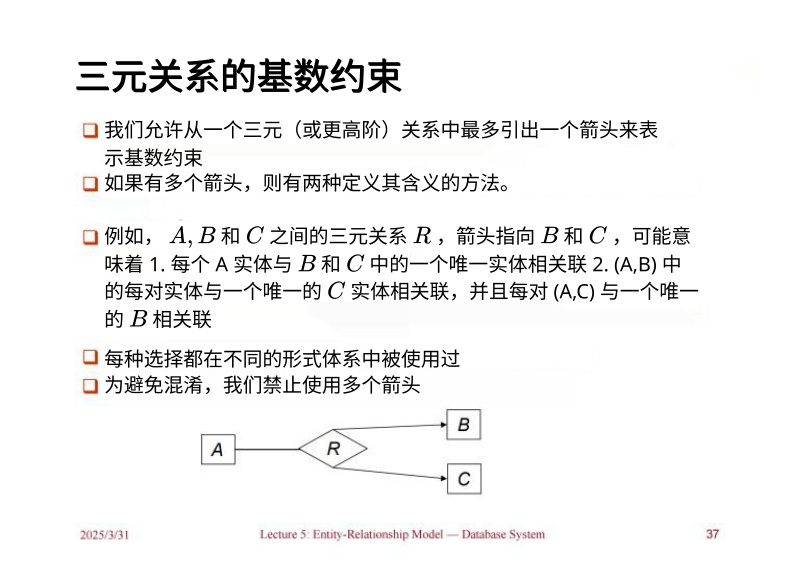 三元关系的基数约束
我们允许从一个三元（或更高阶）关系中最多引出一个箭头来表
示基数约束
如果有多个箭头，则有两种定义其含义的方法。
例如， A, B 和 C 之间的三元关系 R ，箭头指向 B 和 C ，可能意
味着 1. 每个 A 实体与 B 和 C 中的一个唯一实体相关联 2. (A,B) 中
的每对实体与一个唯一的 C 实体相关联，并且每对 (A,C) 与一个唯一
的 B 相关联
每种选择都在不同的形式体系中被使用过
为避免混淆，我们禁止使用多个箭头
B
A
R
C
2025/3/31 Lecture 5: Entity-Relationship Model — Database System 37